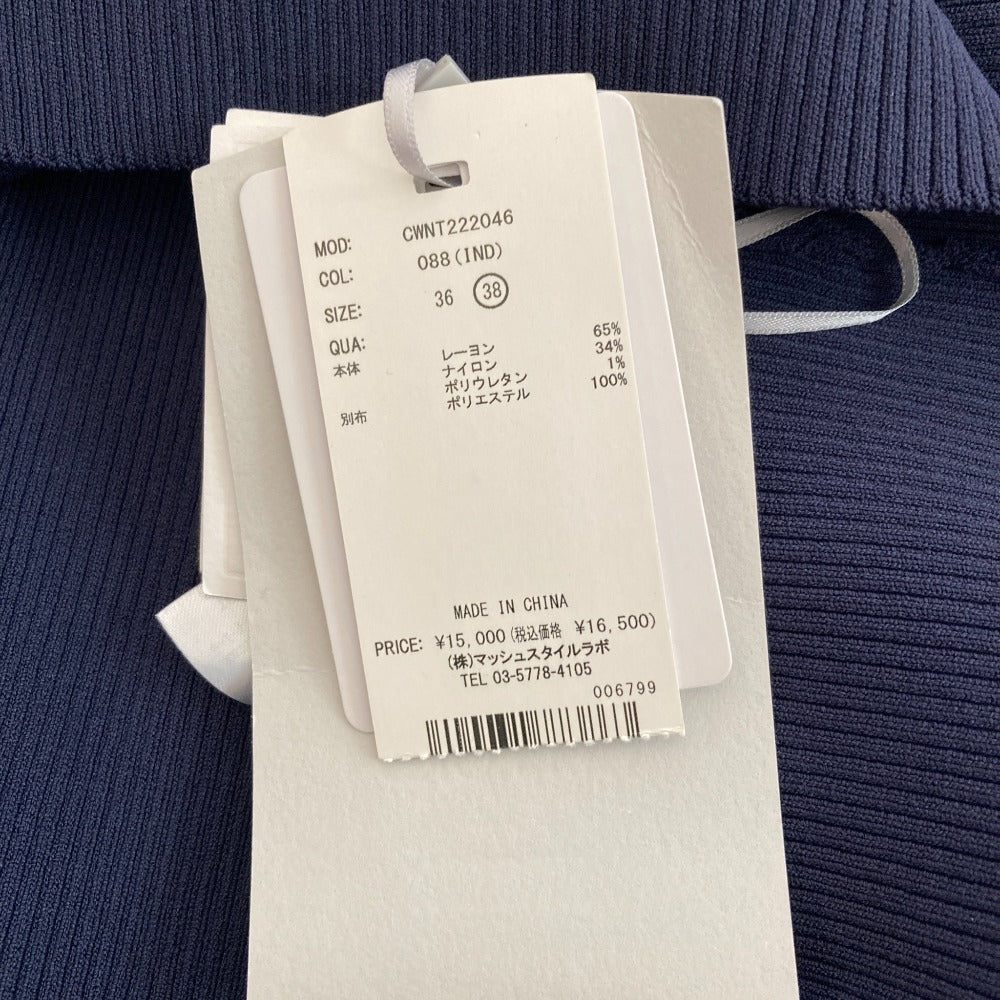 MOD: CWNT222046
COL: 088(IND)
SIZE: 36 38
QUA:
本体 レーヨン 65%
ナイロン 34%
ポリウレタン 1%
別布 ポリエステル 100%
MADE IN CHINA
PRICE: ¥15,000(税込価格 ¥16,500)
(株)マッシュスタイルラボ
TEL 03-5778-4105
006799